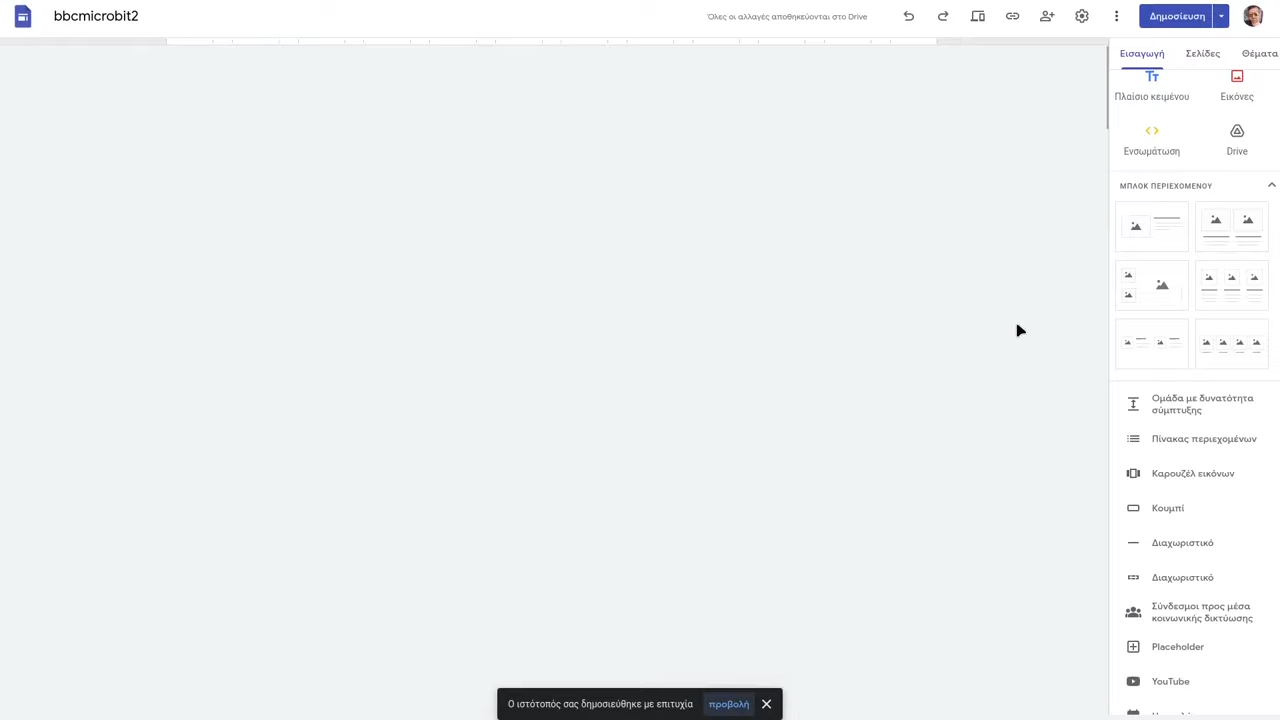 bbcmicrobit2
Όλες οι αλλαγές αποθηκεύονται στο Drive
Δημοσίευση
Εισαγωγή
Σελίδες
Θέματα
Πλαίσιο κειμένου
Εικόνες
Ενσωμάτωση
Drive
ΜΠΛΟΚ ΠΕΡΙΕΧΟΜΕΝΟΥ
Ομάδα με δυνατότητα
σύμπτυξης
Πίνακας περιεχομένων
Καρουζέλ εικόνων
Κουμπί
Διαχωριστικό
Διαχωριστικό
Σύνδεσμοι προς μέσα
κοινωνικής δικτύωσης
Placeholder
YouTube
Ο ιστότοπός σας δημοσιεύθηκε με επιτυχία
προβολή